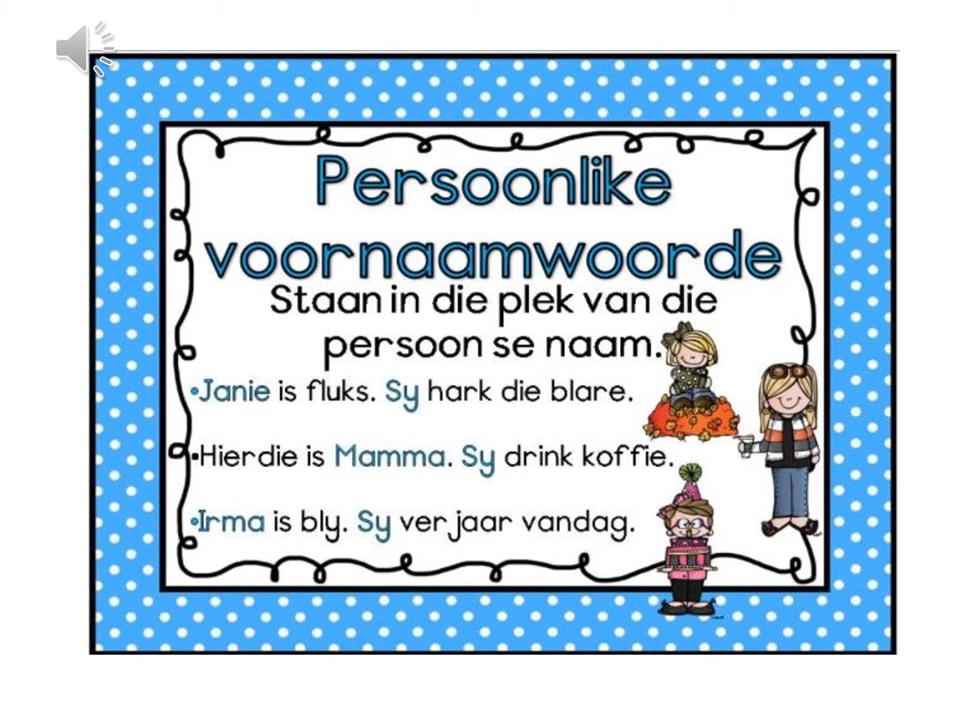 Persoonlike
voornaamwoorde
Staan in die plek van die
persoon se naam.
•Janie is fluks. Sy hark die blare.
•Hierdie is Mamma. Sy drink koffie.
•Irma is bly. Sy verjaar vandag.